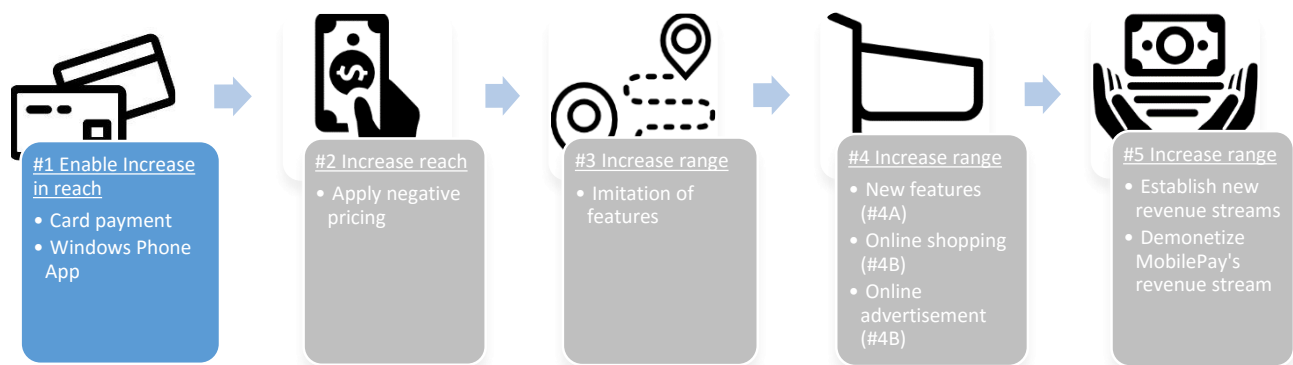 #1 Enable Increase
in reach
• Card payment
• Windows Phone
App
#2 Increase reach
• Apply negative
pricing
#3 Increase range
• Imitation of
features
#4 Increase range
• New features
(#4A)
• Online shopping
(#4B)
• Online
advertisement
(#4B)
#5 Increase range
• Establish new
revenue streams
• Demonetize
MobilePay's
revenue stream